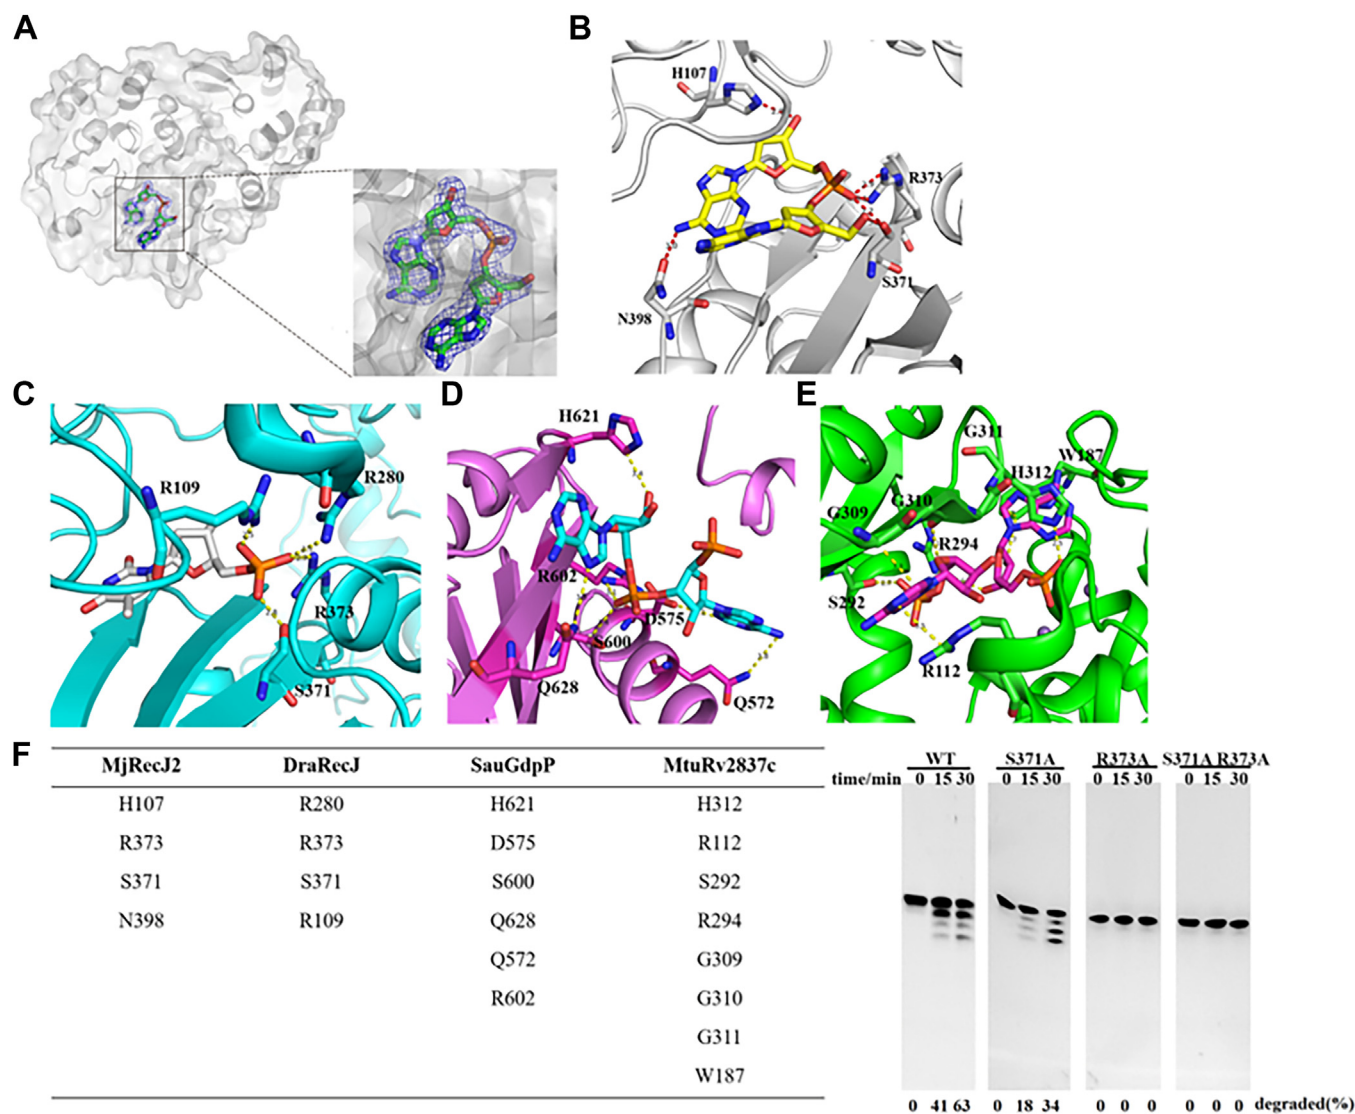 A
B
H107
R373
S371
N398
C
R109
R280
R373
S371
D
H621
R602
D575
S600
Q628
Q572
E
G311
H312
W187
G310
G309
R294
S292
R112
F
MjRecJ2 DraRecJ SauGdpP MtuRv2837c
H107 R280 H621 H312
R373 R373 D575 R112
S371 S371 S600 S292
N398 R109 Q628 R294
Q572 G309
R602 G310
G311
W187
WT S371A R373A S371A R373A
time/min 0 15 30 0 15 30 0 15 30 0 15 30
0 41 63 0 18 34 0 0 0 0 0 0 degraded(%)